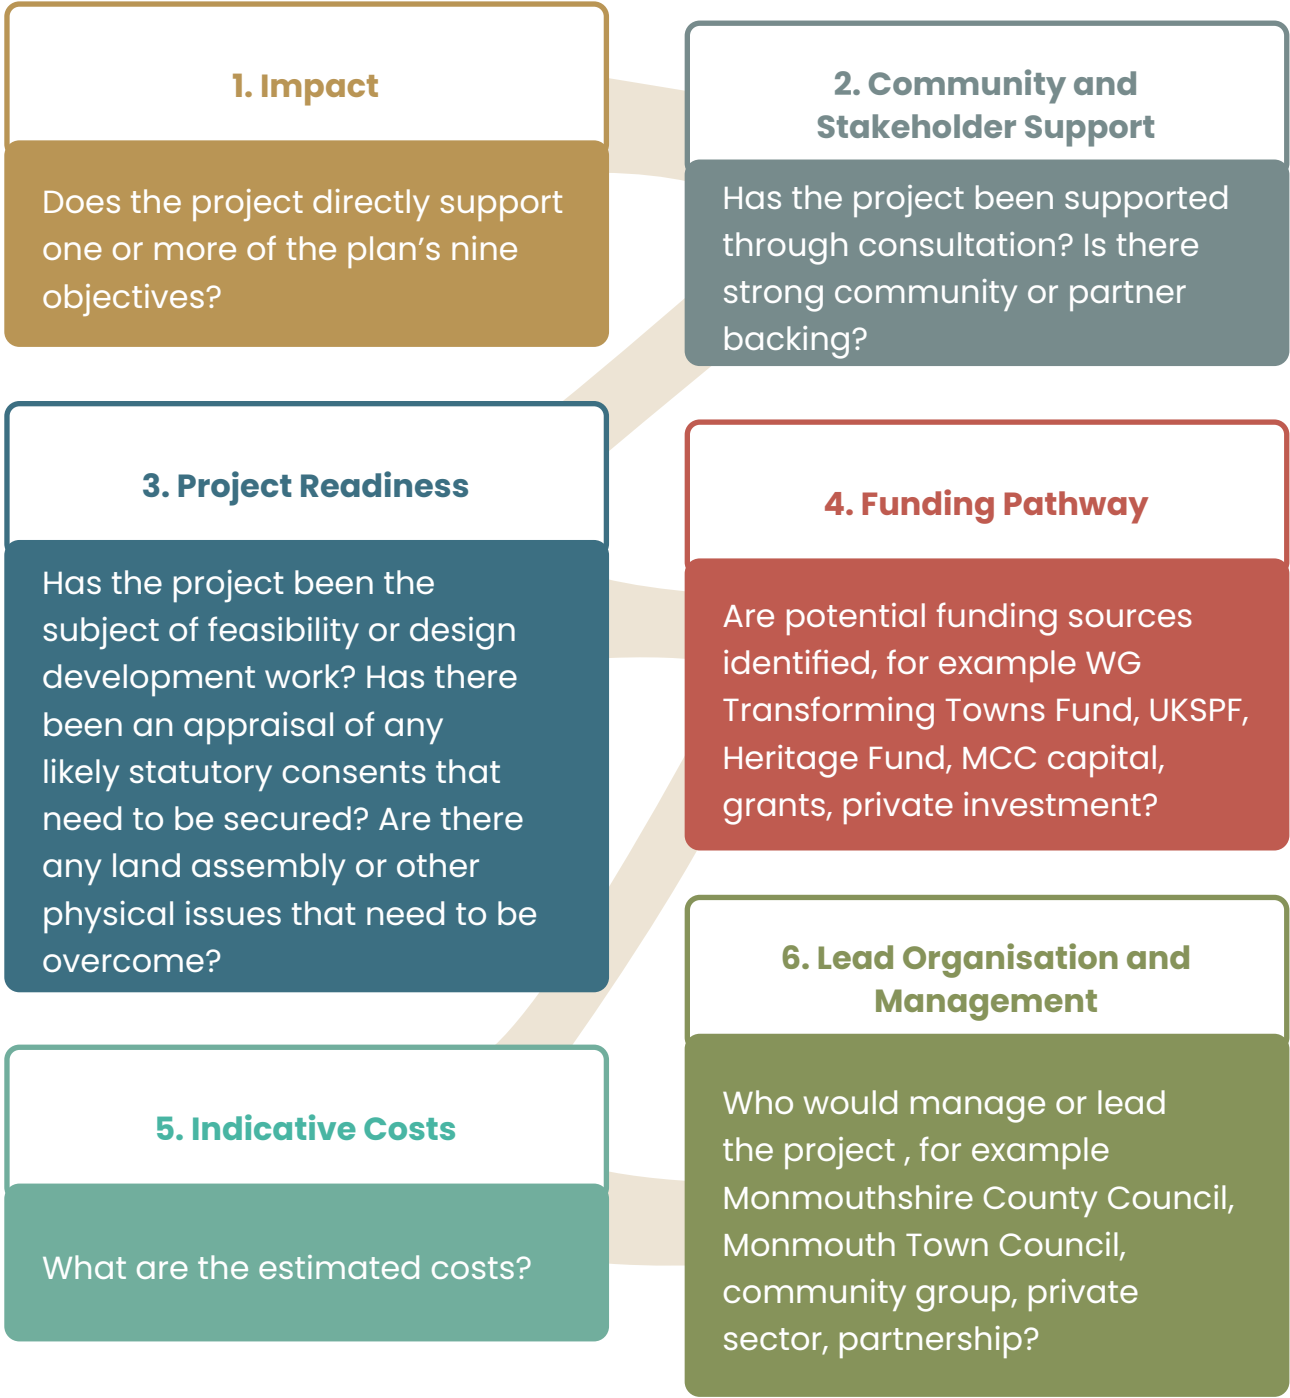 1. Impact
Does the project directly support
one or more of the plan’s nine
objectives?
2. Community and
Stakeholder Support
Has the project been supported
through consultation? Is there
strong community or partner
backing?
3. Project Readiness
Has the project been the
subject of feasibility or design
development work? Has there
been an appraisal of any
likely statutory consents that
need to be secured? Are there
any land assembly or other
physical issues that need to be
overcome?
4. Funding Pathway
Are potential funding sources
identified, for example WG
Transforming Towns Fund, UKSPF,
Heritage Fund, MCC capital,
grants, private investment?
5. Indicative Costs
What are the estimated costs?
6. Lead Organisation and
Management
Who would manage or lead
the project , for example
Monmouthshire County Council,
Monmouth Town Council,
community group, private
sector, partnership?